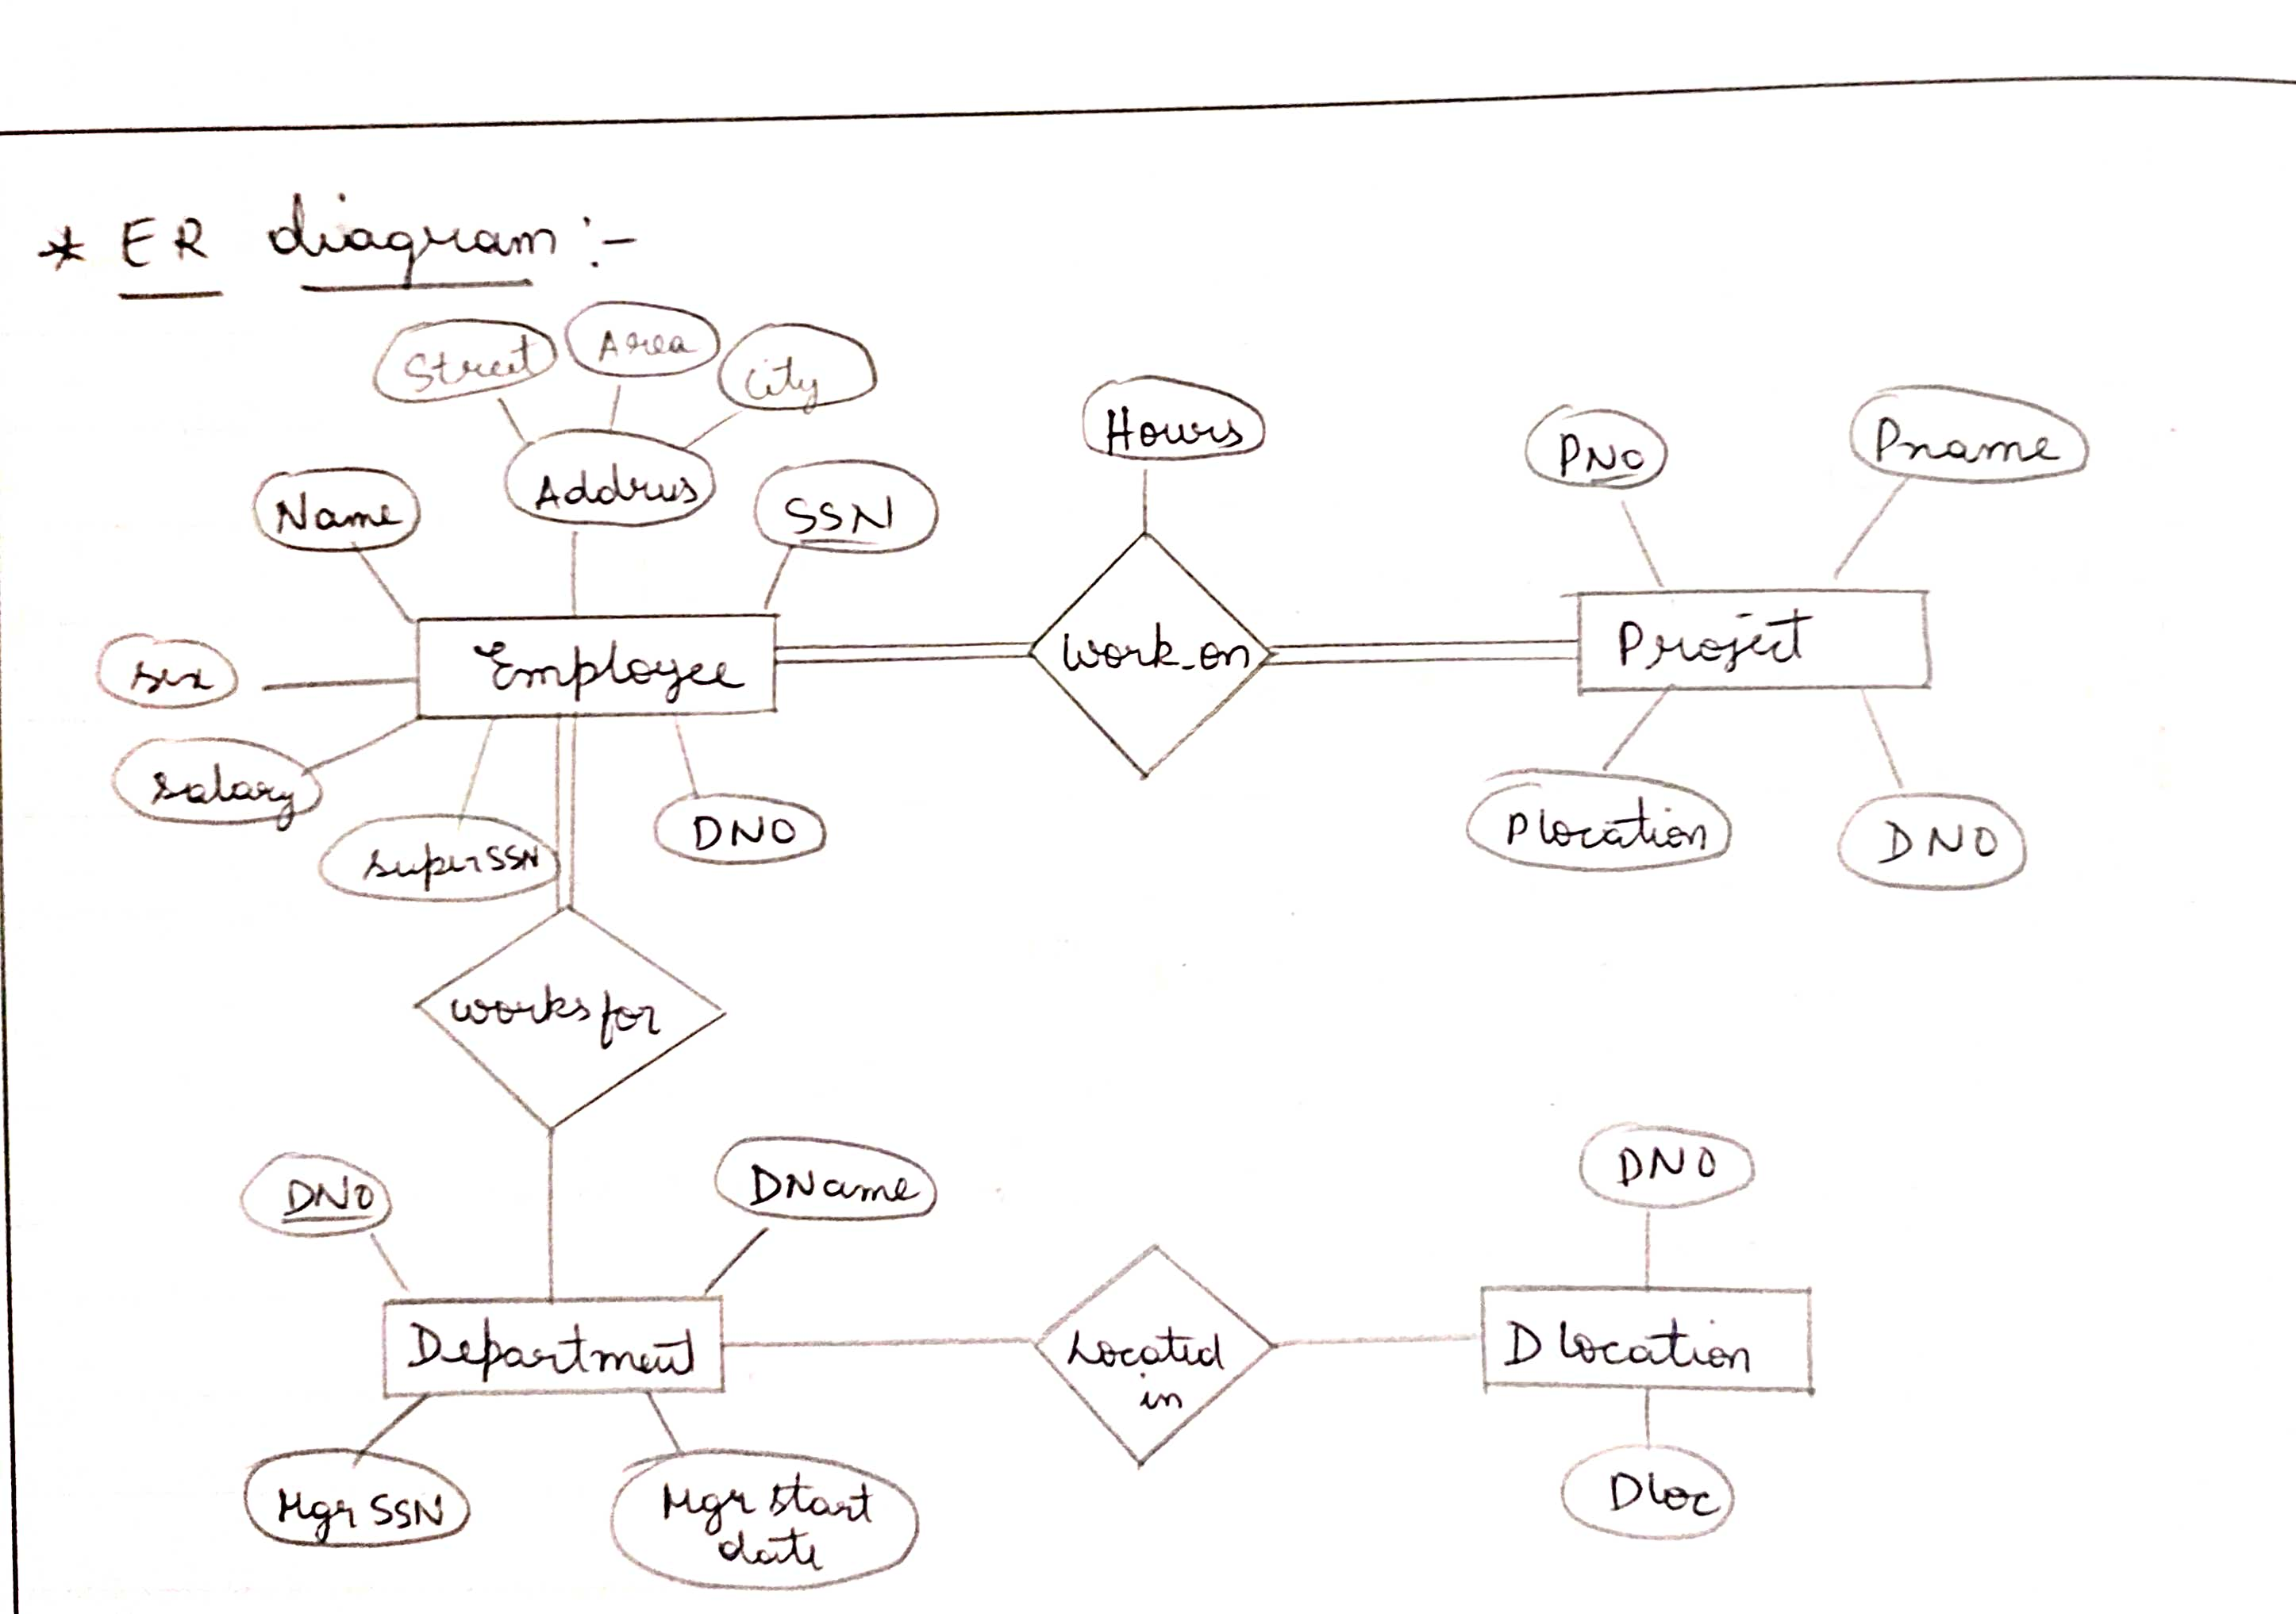 * ER diagram :-
Street
Area
City
Hours
PNO
Pname
Name
Address
SSN
sex
Employee
Work_on
Project
salary
superSSN
DNO
Plocation
DNO
works for
DNO
DName
DNO
Department
Located
in
D location
Mgr SSN
Mgr start
date
Dloc